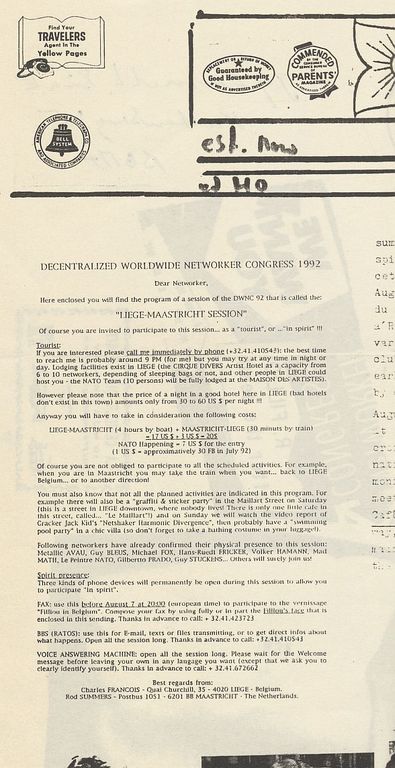 Find Your
TRAVELERS
Agent In The
Yellow Pages
Guaranteed by
Good Housekeeping
COMMENDED
PARENTS'
MAGAZINE
AMERICAN TELEPHONE & TELEGRAPH CO.
BELL
SYSTEM
AND ASSOCIATED COMPANIES
est. Now
DECENTRALIZED WORLDWIDE NETWORKER CONGRESS 1992
Dear Networker,
Here enclosed you will find the program of a session of the DWNC 92 that is called the:
"LIEGE-MAASTRICHT SESSION"
Of course you are invited to participate to this session... as a "tourist", or ..."in spirit" !!!
Tourist:
If you are interested please call me immediately by phone (+32.41.410543): the best time
to reach me is probably around 9 PM (for me) but you may try at any time in night or
day. Lodging facilities exist in LIEGE (the CIRQUE DIVERS Artist Hotel as a capacity from
6 to 10 networkers, depending of sleeping bags or not, and other people in LIEGE could
host you - the NATO Team (10 persons) will be fully lodged at the MAISON DES ARTISTES).
However please note that the price of a night in a good hotel here in LIEGE (bad hotels
don't exist in this town) amounts only from 30 to 60 US $ per night !!!
Anyway you will have to take in consideration the following costs:
LIEGE-MAASTRICHT (4 hours by boat) + MAASTRICHT-LIEGE (30 minuts by train)
= 17 US $ + 3 US $ = 20$
NATO Happening = 7 US $ for the entry
(1 US $ = approximatively 30 FB in July 92)
Of course you are not obliged to participate to all the scheduled activities. For example,
when you are in Maastricht you may take the train when you want... back to LIEGE
Belgium... or to another direction!
You must also know that not all the planned activities are indicated in this program. For
example there will also be a "graffiti & sticker party" in the Maillart Street on Saturday
(this is a street in LIEGE downtown, where nobody lives! There is only one little cafe in
this street, called... "Le Maillart"!) and on Sunday we will watch the video report of
Cracker Jack Kid's "Netshaker Harmonic Divergence", then probably have a "swimming
pool party" in a chic villa (so don't forget to take a bathing costume in your luggage!).
Following networkers have already confirmed their physical presence to this session:
Metallic AVAU, Guy BLEUS, Michael FOX, Hans-Ruedi FRICKER, Volker HAMANN, Mad
MATH, Le Peintre NATO, Gilberto PRADO, Guy STUCKENS... Others will surely join us!
Spirit presence:
Three kinds of phone devices will permanently be open during this session to allow you
to participate "in spirit".
FAX: use this before August 7 at 20:00 (european time) to participate to the vernissage
"Filliou in Belgium". Compose your fax by using fully or in part the Filliou's face that is
enclosed in this sending. Thanks in advance to call: + 32.41.423723
BBS (RATOS): use this for E-mail, texts or files transmitting, or to get direct infos about
what happens. Open all the session long. Thanks in advance to call: +32.41.410543
VOICE ANSWERING MACHINE: open all the session long. Please wait for the Welcome
message before leaving your own in any laugage you want (except that we ask you to
clearly identify yourself). Thanks in advance to call: + 32.41.672662
Best regards from:
Charles FRANCOIS - Quai Churchill, 35 - 4020 LIEGE - Belgium.
Rod SUMMERS - Postbus 1051 - 6201 BB MAASTRICHT - The Netherlands.